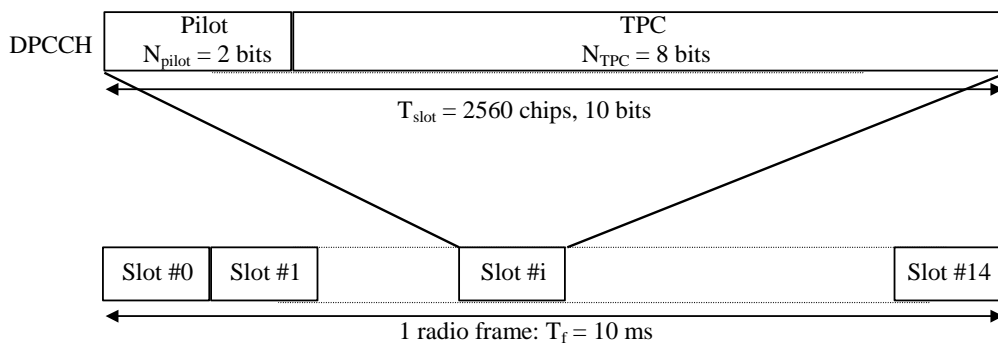 Pilot TPC
DPCCH
N_pilot = 2 bits N_TPC = 8 bits
T_slot = 2560 chips, 10 bits
Slot #0 Slot #1 Slot #i Slot #14
1 radio frame: T_f = 10 ms